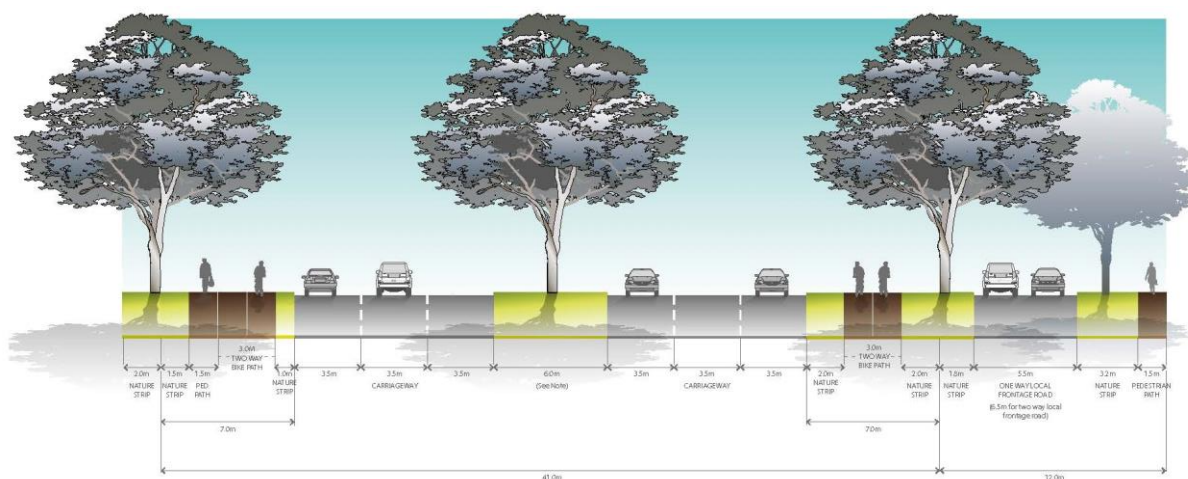 2.0m
NATURE
STRIP
1.5m
NATURE
STRIP
1.5m
PED
PATH
3.0M
TWO WAY
BIKE PATH
1.0m
NATURE
STRIP
3.5m
3.5m
CARRIAGEWAY
3.5m
6.0m
(See Note)
3.5m
3.5m
CARRIAGEWAY
3.5m
2.0m
NATURE
STRIP
3.0m
TWO WAY
BIKE PATH
2.0m
NATURE
STRIP
1.8m
NATURE
STRIP
5.5m
ONE WAY LOCAL
FRONTAGE ROAD
(6.5m for two way local
frontage road)
3.2m
NATURE
STRIP
1.5m
PEDESTRIAN
PATH
7.0m
7.0m
41.0m
12.0m